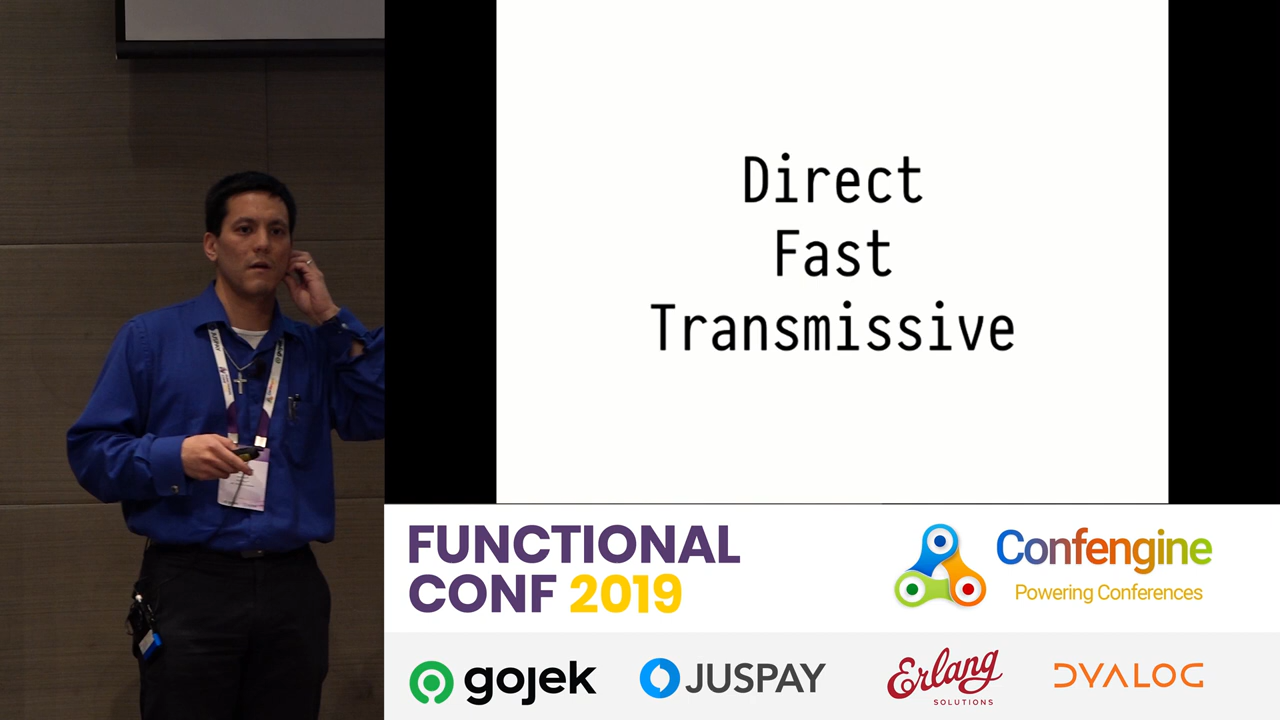 Direct
Fast
Transmissive
FUNCTIONAL
CONF 2019
Confengine
Powering Conferences
gojek
JUSPAY
Erlang
SOLUTIONS
DYALOG